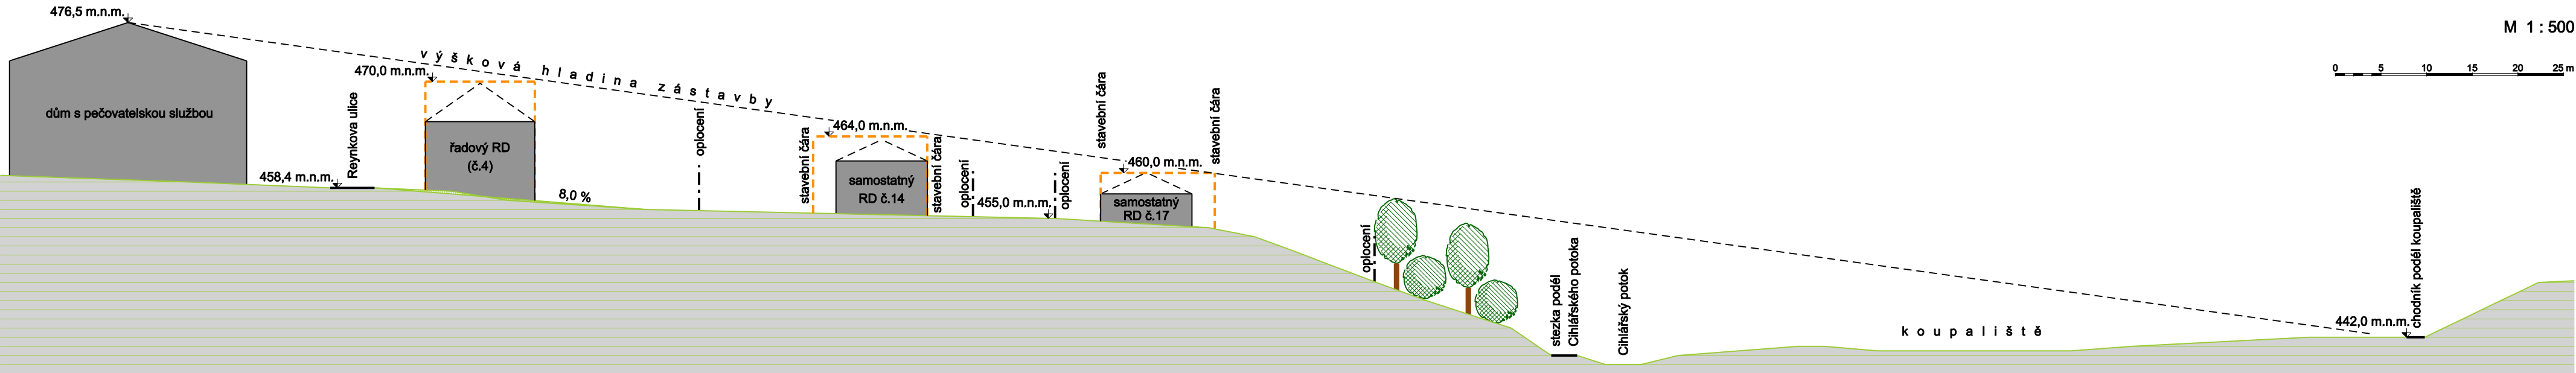 476,5 m.n.m.
M 1 : 500
0 5 10 15 20 25 m
výšková hladina zástavby
470,0 m.n.m.
dům s pečovatelskou službou
Reynkova ulice
458,4 m.n.m.
řadový RD
(č.4)
8,0 %
oplocení
stavební čára
464,0 m.n.m.
samostatný
RD č.14
stavební čára
oplocení
455,0 m.n.m.
oplocení
stavební čára
460,0 m.n.m.
samostatný
RD č.17
stavební čára
oplocení
stezka podél
Cihlářského potoka
Cihlářský potok
koupaliště
442,0 m.n.m.
chodník podél koupaliště